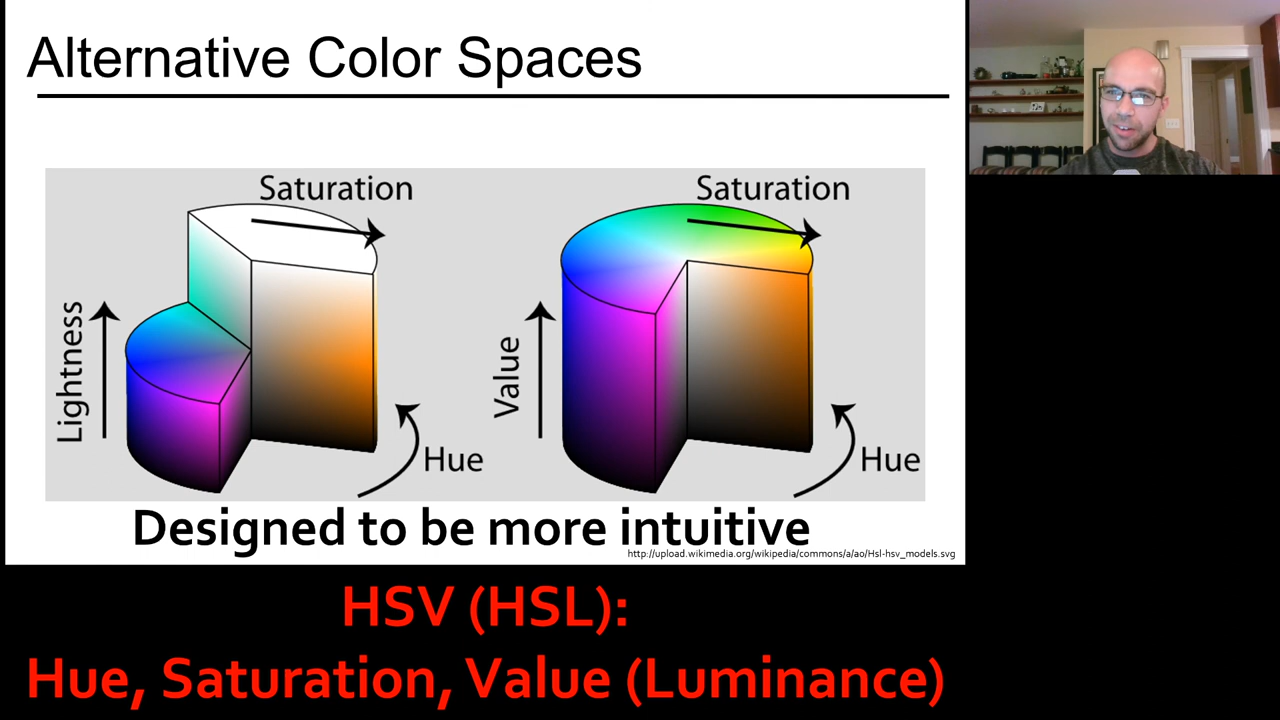 Alternative Color Spaces
Saturation
Lightness
Hue
Saturation
Value
Hue
Designed to be more intuitive
http://upload.wikimedia.org/wikipedia/commons/a/a0/Hsl-hsv_models.svg
HSV (HSL):
Hue, Saturation, Value (Luminance)